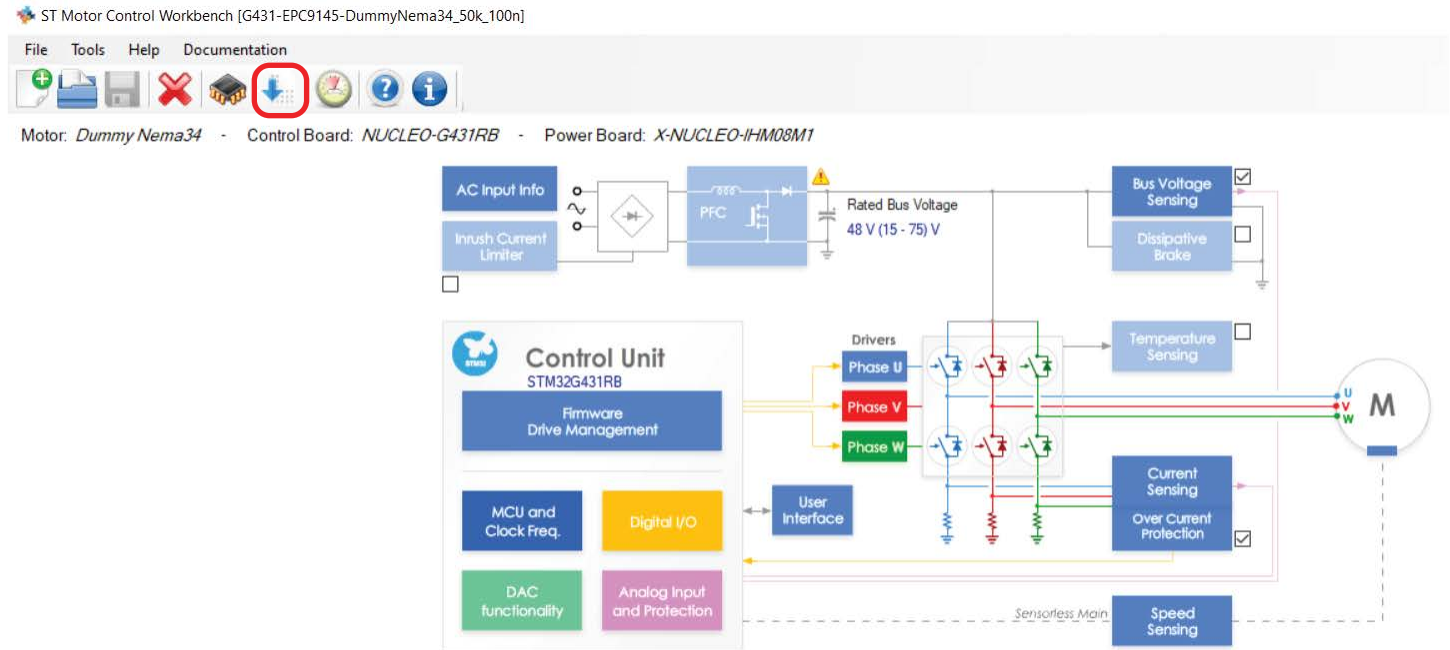 ST Motor Control Workbench [G431-EPC9145-DummyNema34_50k_100n]
File Tools Help Documentation
Motor: Dummy Nema34 - Control Board: NUCLEO-G431RB - Power Board: X-NUCLEO-IHM08M1
AC Input Info
Inrush Current
Limiter
PFC
Rated Bus Voltage
48 V (15 - 75) V
Bus Voltage
Sensing
Dissipative
Brake
Temperature
Sensing
STM32
Control Unit
STM32G431RB
Firmware
Drive Management
MCU and
Clock Freq.
Digital I/O
DAC
functionality
Analog Input
and Protection
User
Interface
Drivers
Phase U
Phase V
Phase W
U
V
W
M
Current
Sensing
Over Current
Protection
Sensorless Main
Speed
Sensing